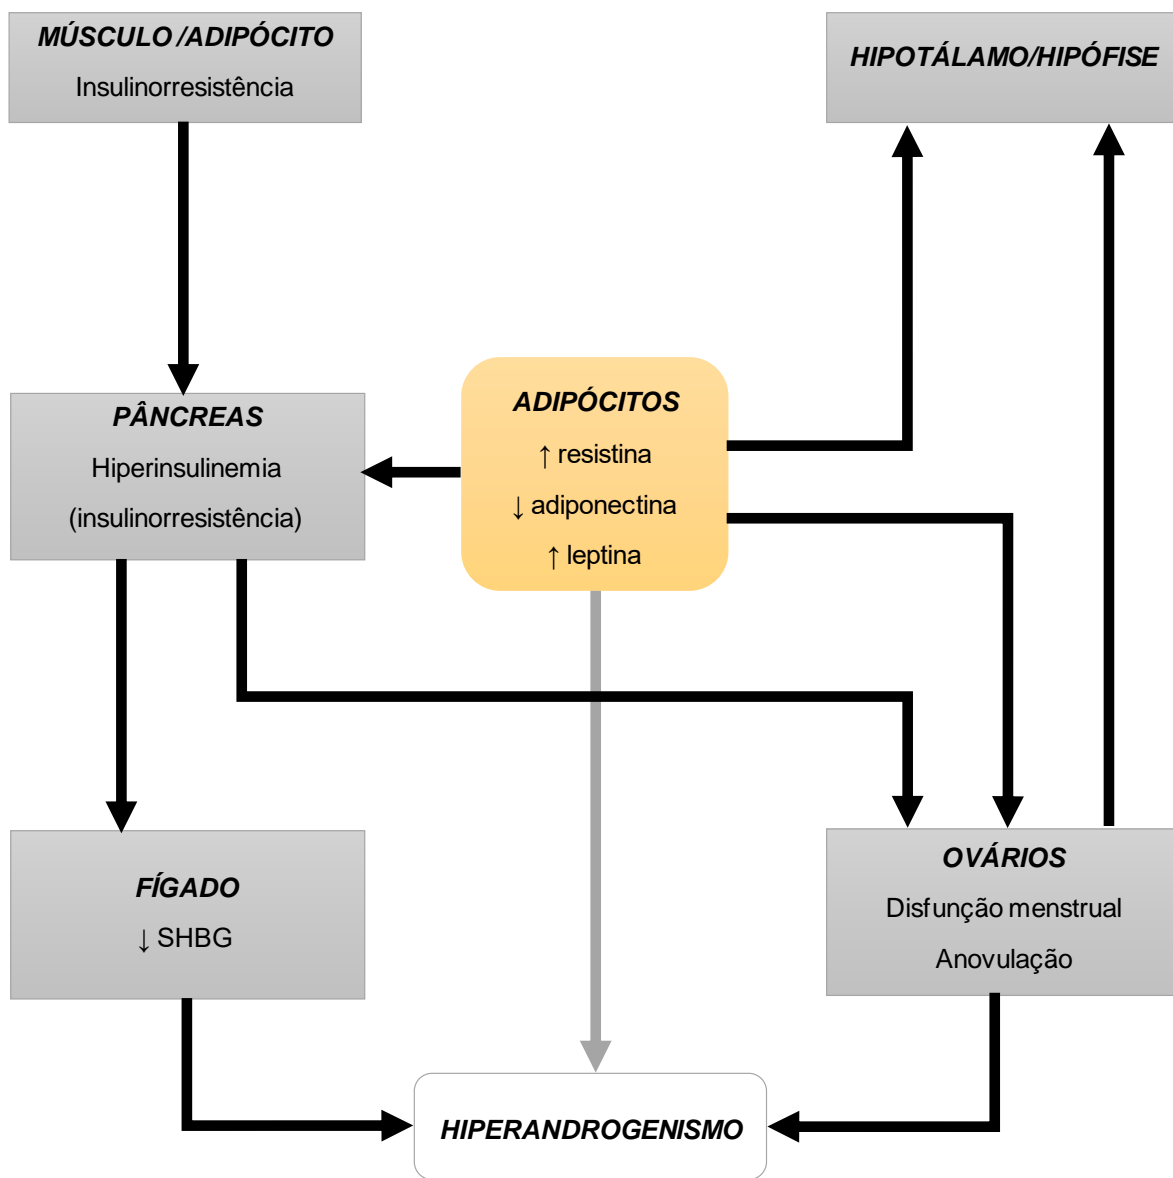 MÚSCULO /ADIPÓCITO
Insulinorresistência
HIPOTÁLAMO/HIPÓFISE
PÂNCREAS
Hiperinsulinemia
(insulinorresistência)
ADIPÓCITOS
↑ resistina
↓ adiponectina
↑ leptina
FÍGADO
↓ SHBG
OVÁRIOS
Disfunção menstrual
Anovulação
HIPERANDROGENISMO